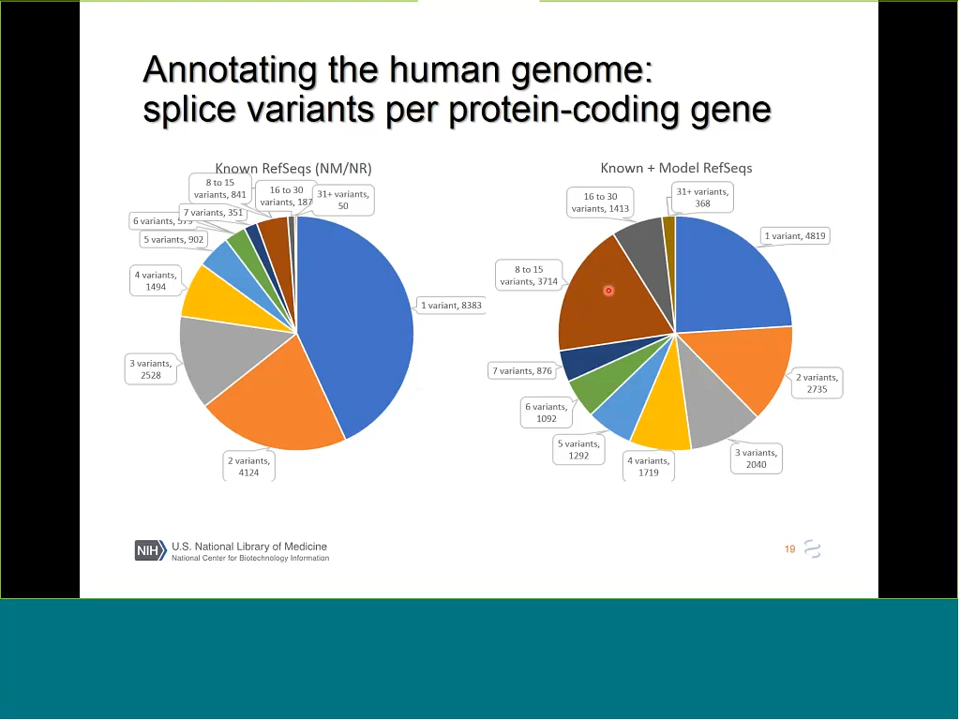 Annotating the human genome:
splice variants per protein-coding gene
Known RefSeqs (NM/NR)
8 to 15
variants, 841
16 to 30
variants, 187
31+ variants,
50
7 variants, 351
6 variants,
5 variants, 902
4 variants,
1494
3 variants,
2528
2 variants,
4124
1 variant, 8383
Known + Model RefSeqs
16 to 30
variants, 1413
31+ variants,
368
1 variant, 4819
8 to 15
variants, 3714
7 variants, 876
6 variants,
1092
5 variants,
1292
4 variants,
1719
3 variants,
2040
2 variants,
2735
NIH
U.S. National Library of Medicine
National Center for Biotechnology Information
19